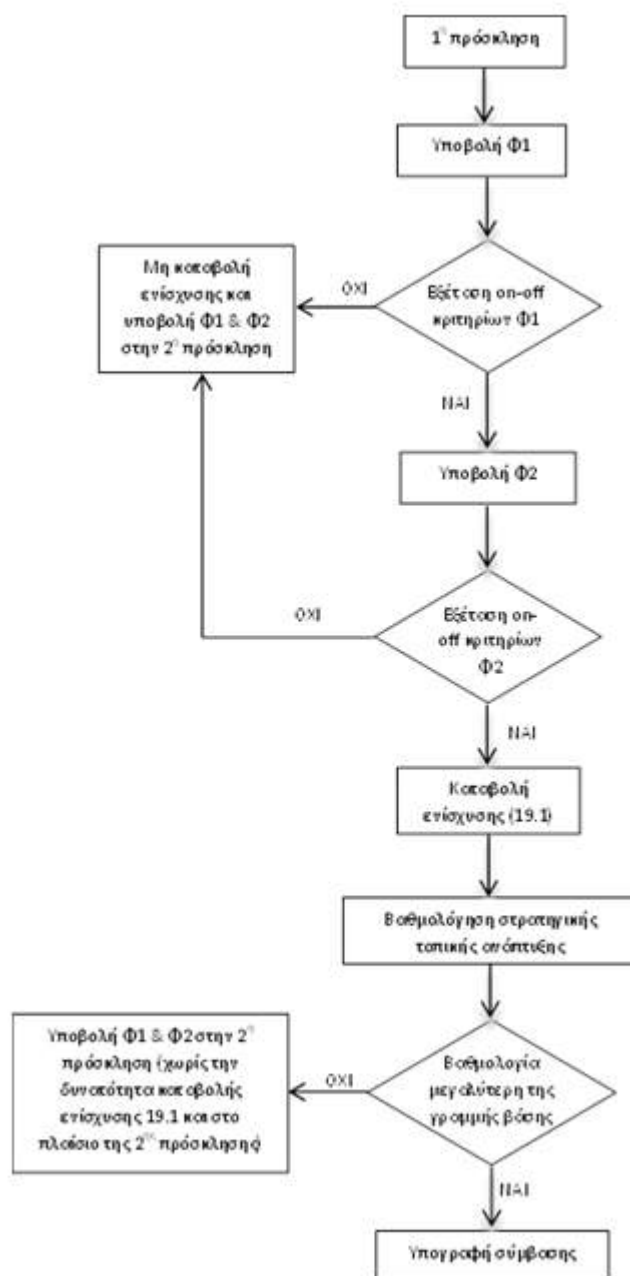 1η πρόσκληση
Υποβολή Φ1
Μη καταβολή
ενίσχυσης και
υποβολή Φ1 & Φ2
στην 2η πρόσκληση
ΟΧΙ
Εξέταση on-off
κριτηρίων Φ1
ΝΑΙ
Υποβολή Φ2
ΟΧΙ
Εξέταση on-
off κριτηρίων
Φ2
ΝΑΙ
Καταβολή
ενίσχυσης (19.1)
Βαθμολόγηση στρατηγικής
τοπικής ανάπτυξης
Υποβολή Φ1 & Φ2 στην 2η
πρόσκληση (χωρίς την
δυνατότητα καταβολής
ενίσχυσης 19.1 και στο
πλαίσιο της 2ης πρόσκλησης)
ΟΧΙ
Βαθμολογία
μεγαλύτερη της
γραμμής βάσης
ΝΑΙ
Υπογραφή σύμβασης